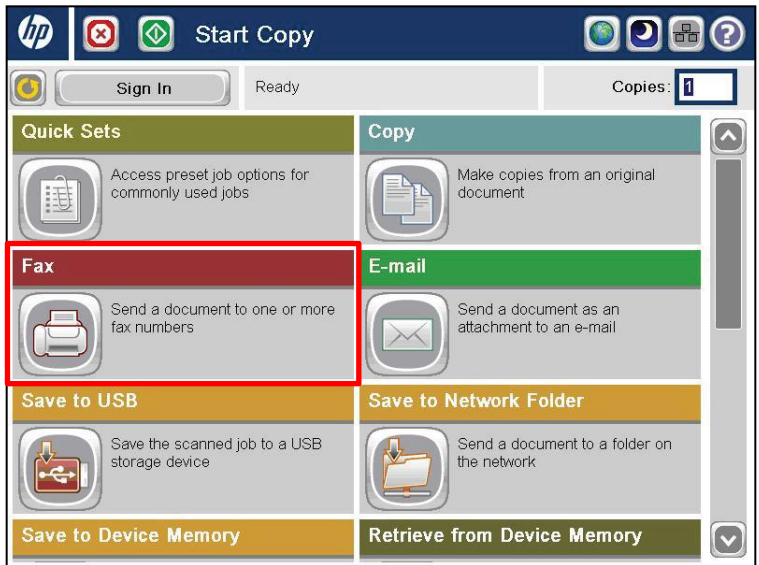 hp
Start Copy
?
Sign In
Ready
Copies: 1
Quick Sets
Access preset job options for
commonly used jobs
Copy
Make copies from an original
document
Fax
Send a document to one or more
fax numbers
E-mail
Send a document as an
attachment to an e-mail
Save to USB
Save the scanned job to a USB
storage device
Save to Network Folder
Send a document to a folder on
the network
Save to Device Memory
Retrieve from Device Memory